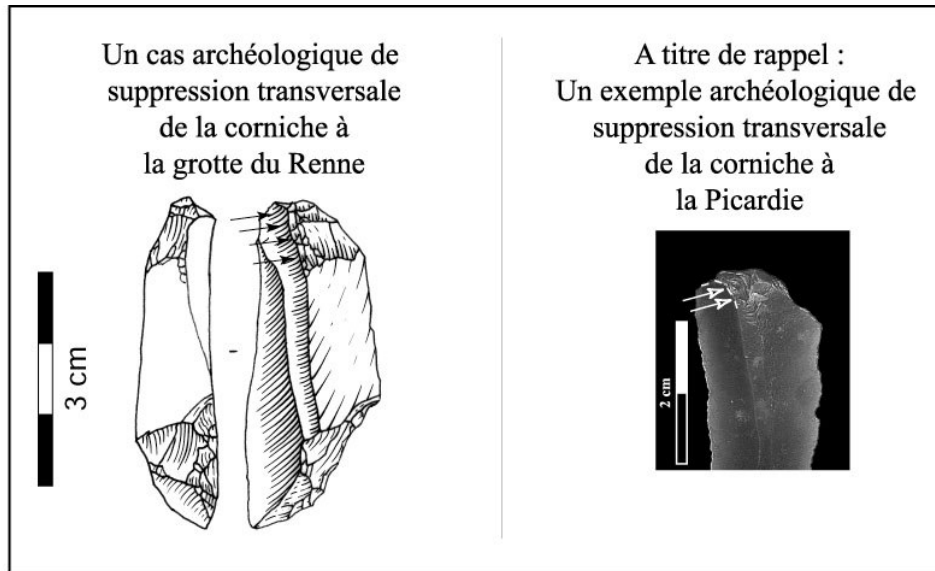 Un cas archéologique de
suppression transversale
de la corniche à
la grotte du Renne
3 cm
A titre de rappel :
Un exemple archéologique de
suppression transversale
de la corniche à
la Picardie
2 cm